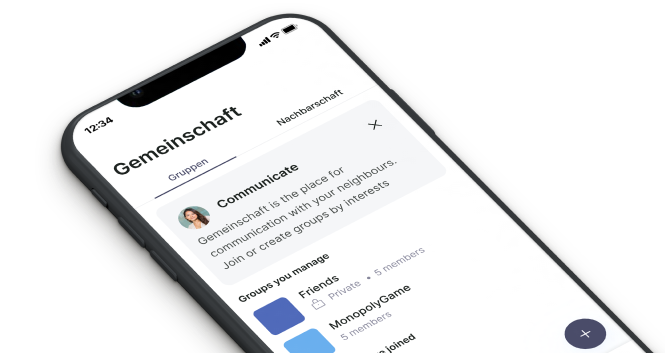 12:34
Gemeinschaft
Gruppen
Nachbarschaft
Communicate
Gemeinschaft is the place for
communication with your neighbours.
Join or create groups by interests
Groups you manage
Friends
Private • 5 members
MonopolyGame
5 members
joined